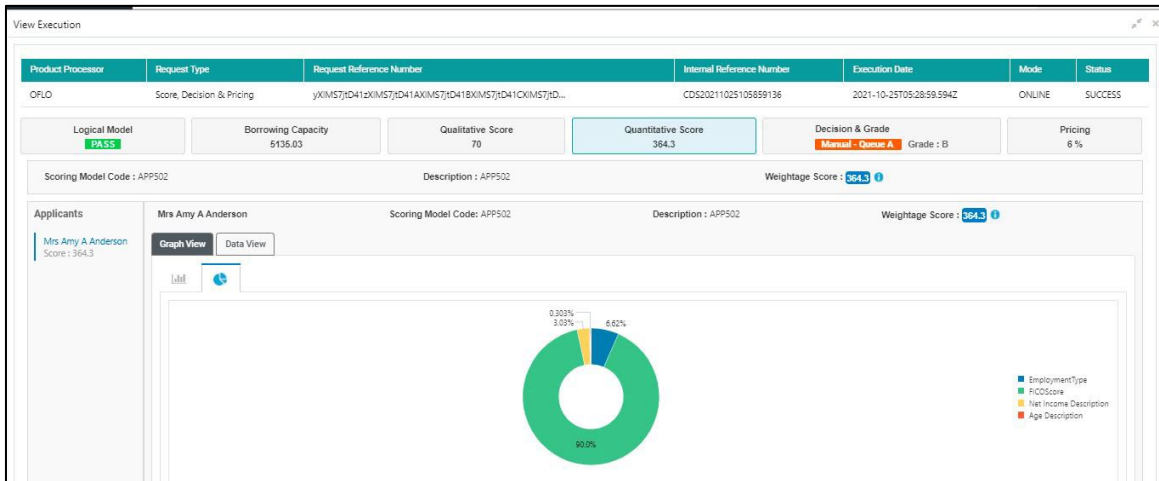 View Execution
Product Processor Request Type Request Reference Number Internal Reference Number Execution Date Mode Status
OFLO Score, Decision & Pricing yXIMS7jtD41zXIMS7jtD41AXIMS7jtD41BXIMS7jtD41CXIMS7jtD... CDS20211025105859136 2021-10-25T05:28:59.594Z ONLINE SUCCESS
Logical Model Borrowing Capacity Qualitative Score Quantitative Score Decision & Grade Pricing
PASS 5135.03 70 364.3 Manual - Queue A Grade : B 6 %
Scoring Model Code : APP502 Description : APP502 Weightage Score : 364.3
Applicants Mrs Amy A Anderson Scoring Model Code: APP502 Description : APP502 Weightage Score : 364.3
Mrs Amy A Anderson
Score : 364.3
Graph View Data View
0.303%
3.03% 6.62%
EmploymentType
FICOScore
Net Income Description
Age Description
90.0%